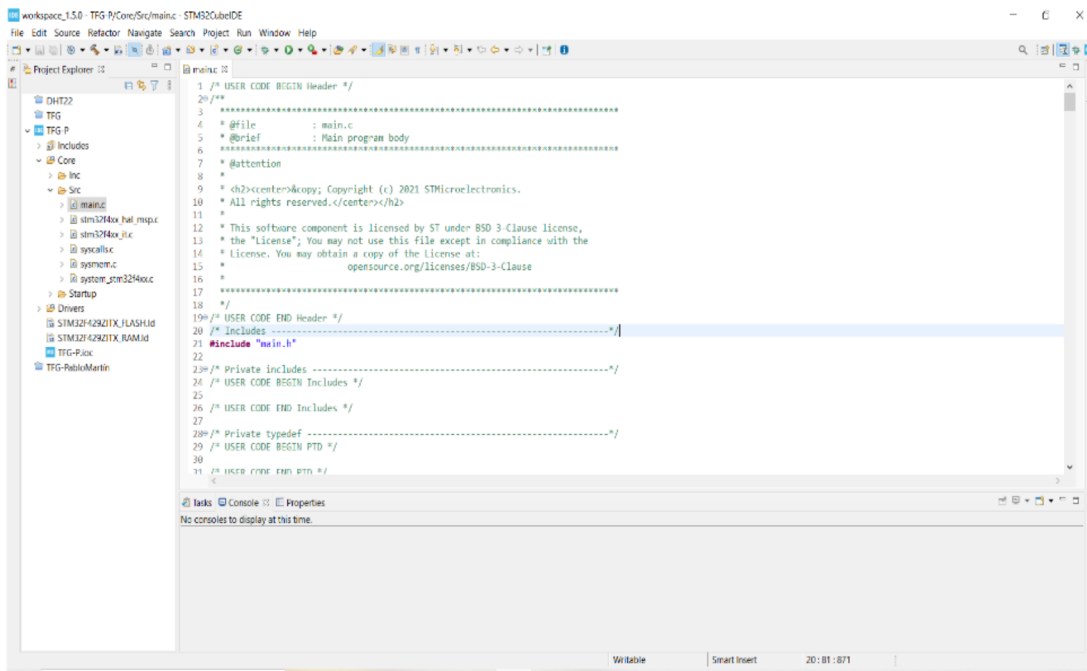 workspace_1.5.0 - TFG-P/Core/Src/main.c - STM32CubeIDE
File Edit Source Refactor Navigate Search Project Run Window Help
Project Explorer
DHT22
TFG
TFG-P
Includes
Core
Inc
Src
main.c
stm32f4xx_hal_msp.c
stm32f4xx_it.c
syscalls.c
sysmem.c
system_stm32f4xx.c
Startup
Drivers
STM32F429ZITX_FLASH.ld
STM32F429ZITX_RAM.ld
TFG-P.ioc
TFG-PabloMartin
main.c
1 /* USER CODE BEGIN Header */
2 /**
3 ******************************************************************************
4 * @file : main.c
5 * @brief : Main program body
6 ******************************************************************************
7 * @attention
8 *
9 * <h2><center>&copy; Copyright (c) 2021 STMicroelectronics.
10 * All rights reserved.</center></h2>
11 *
12 * This software component is licensed by ST under BSD 3-Clause license,
13 * the "License"; You may not use this file except in compliance with the
14 * License. You may obtain a copy of the License at:
15 * opensource.org/licenses/BSD-3-Clause
16 *
17 ******************************************************************************
18 */
19 /* USER CODE END Header */
20 /* Includes ------------------------------------------------------------------*/
21 #include "main.h"
22
23 /* Private includes ----------------------------------------------------------*/
24 /* USER CODE BEGIN Includes */
25
26 /* USER CODE END Includes */
27
28 /* Private typedef -----------------------------------------------------------*/
29 /* USER CODE BEGIN PTD */
30
31 /* USER CODE END PTD */
Tasks Console Properties
No consoles to display at this time.
Writable Smart Insert 20 : 81 : 871